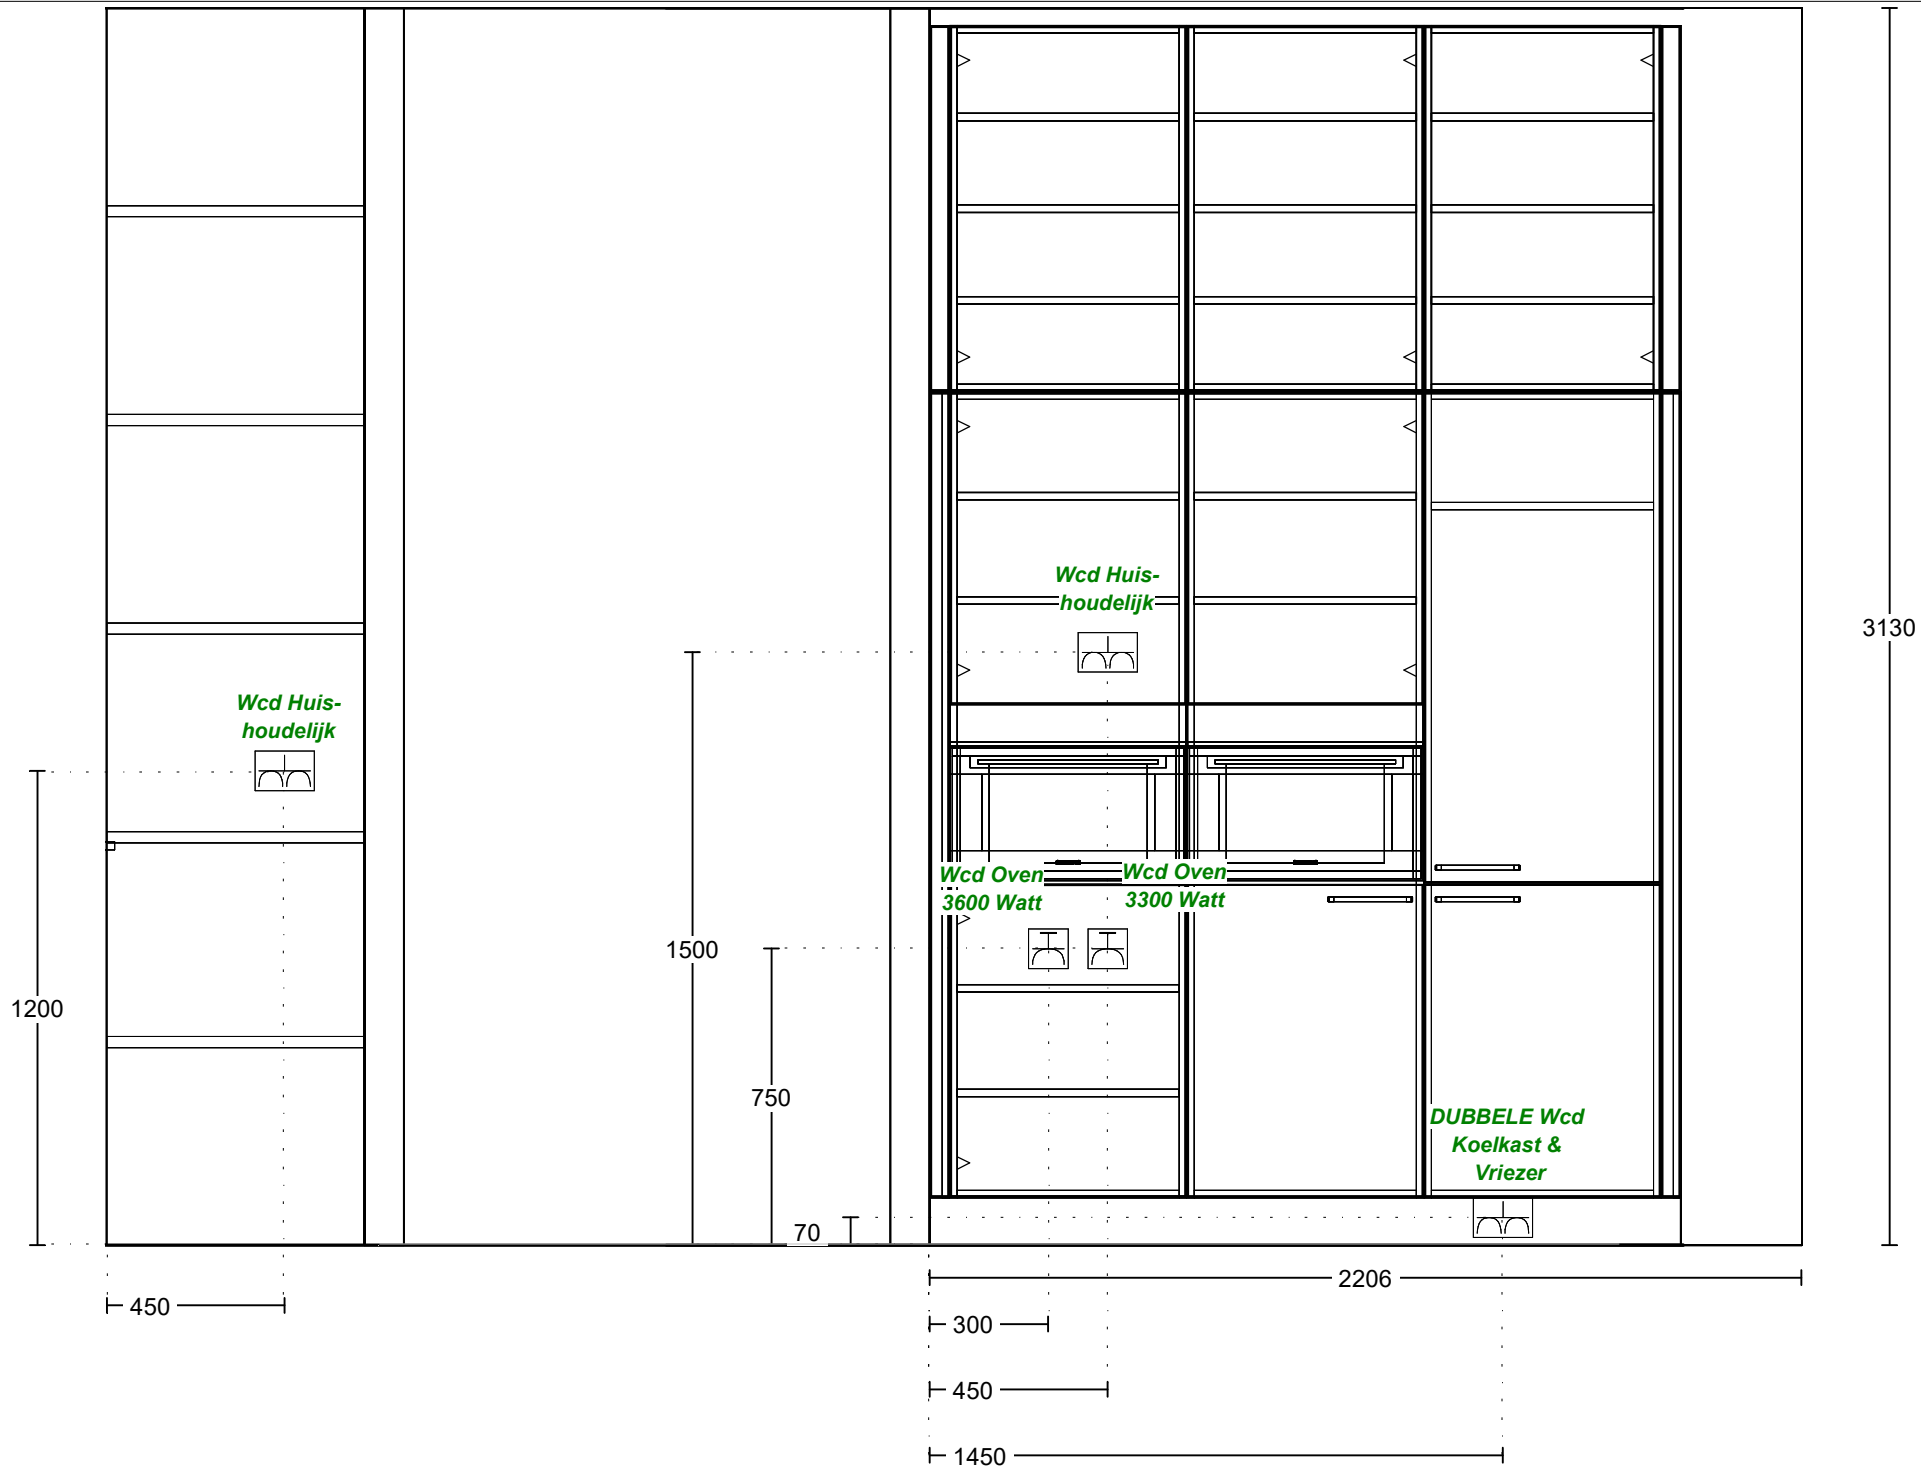 Wcd Huis-
houdelijk
3130
Wcd Huis-
houdelijk
Wcd Oven
3600 Watt
Wcd Oven
3300 Watt
1500
1200
750
DUBBELE Wcd
Koelkast &
Vriezer
70
2206
450
300
450
1450